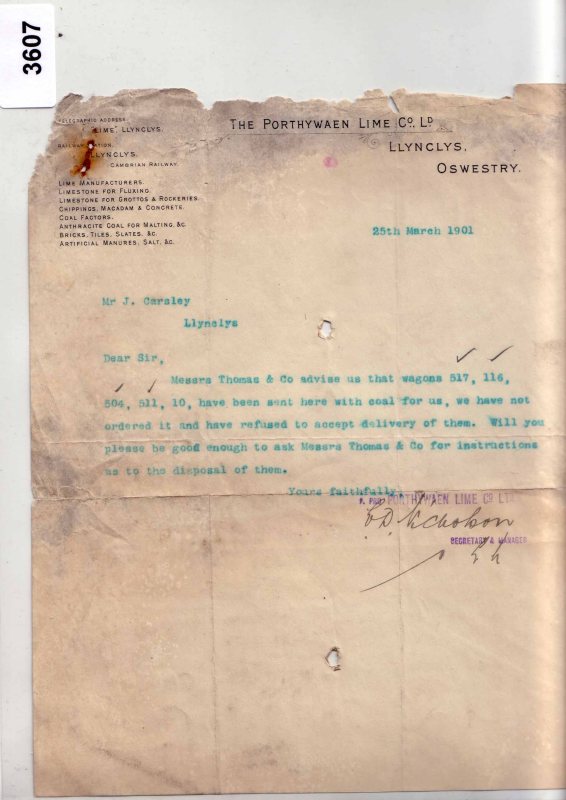 3607
TELEGRAPHIC ADDRESS
"LIME", LLYNCLYS.
RAILWAY STATION
LLYNCLYS,
CAMBRIAN RAILWAY.
LIME MANUFACTURERS.
LIMESTONE FOR FLUXING.
LIMESTONE FOR GROTTOS & ROCKERIES.
CHIPPINGS, MACADAM & CONCRETE.
COAL FACTORS.
ANTHRACITE COAL FOR MALTING, &C.
BRICKS, TILES, SLATES, &C.
ARTIFICIAL MANURES, SALT, &C.
THE PORTHYWAEN LIME CO. LD
LLYNCLYS,
OSWESTRY.
25th March 1901
Mr J. Carsley
Llynclys
Dear Sir,
Messrs Thomas & Co advise us that wagons 517, 116,
504, 511, 10, have been sent here with coal for us, we have not
ordered it and have refused to accept delivery of them. Will you
please be good enough to ask Messrs Thomas & Co for instructions
as to the disposal of them.
Yours faithfully,
P. PRO PORTHYWAEN LIME CO LTD
SECRETARY & MANAGER